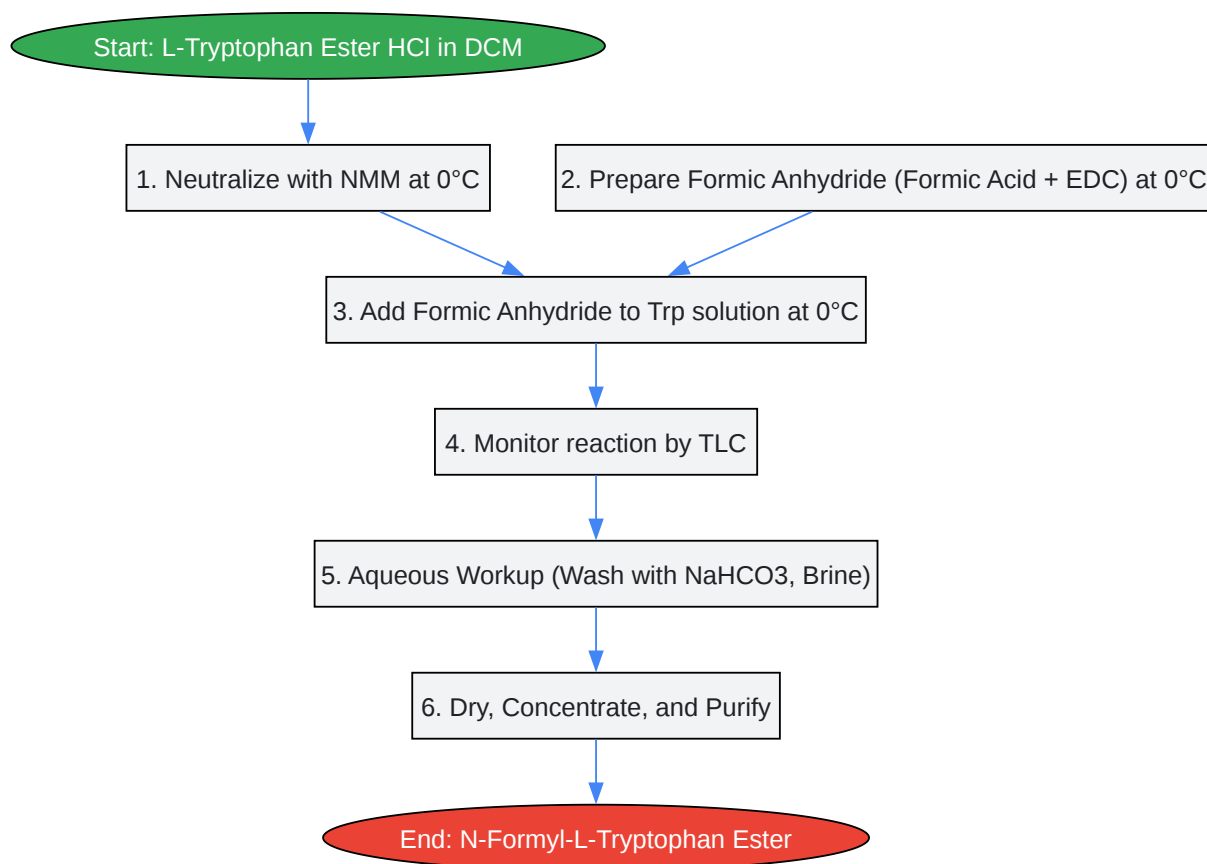 Start: L-Tryptophan Ester HCl in DCM
1. Neutralize with NMM at 0°C
2. Prepare Formic Anhydride (Formic Acid + EDC) at 0°C
3. Add Formic Anhydride to Trp solution at 0°C
4. Monitor reaction by TLC
5. Aqueous Workup (Wash with NaHCO3, Brine)
6. Dry, Concentrate, and Purify
End: N-Formyl-L-Tryptophan Ester